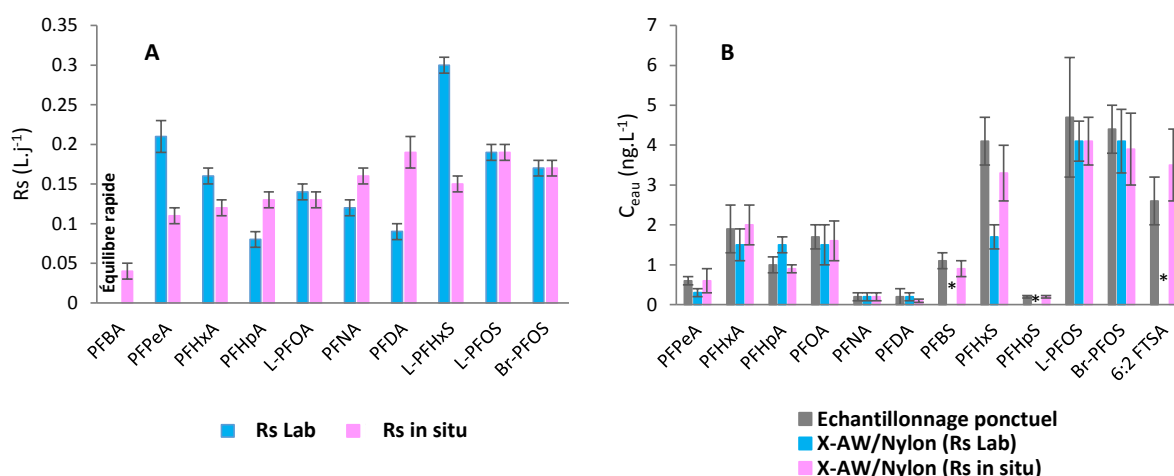 A
Rs (L.j-1)
0.35
0.3
0.25
0.2
0.15
0.1
0.05
0
Équilibre rapide
PFBA
PFPeA
PFHxA
PFHpA
L-PFOA
PFNA
PFDA
L-PFHxS
L-PFOS
Br-PFOS
Rs Lab
Rs in situ
B
Ceau (ng.L-1)
7
6
5
4
3
2
1
0
*
*
*
PFPeA
PFHxA
PFHpA
PFOA
PFNA
PFDA
PFBS
PFHxS
PFHpS
L-PFOS
Br-PFOS
6:2 FTSA
Echantillonnage ponctuel
X-AW/Nylon (Rs Lab)
X-AW/Nylon (Rs in situ)